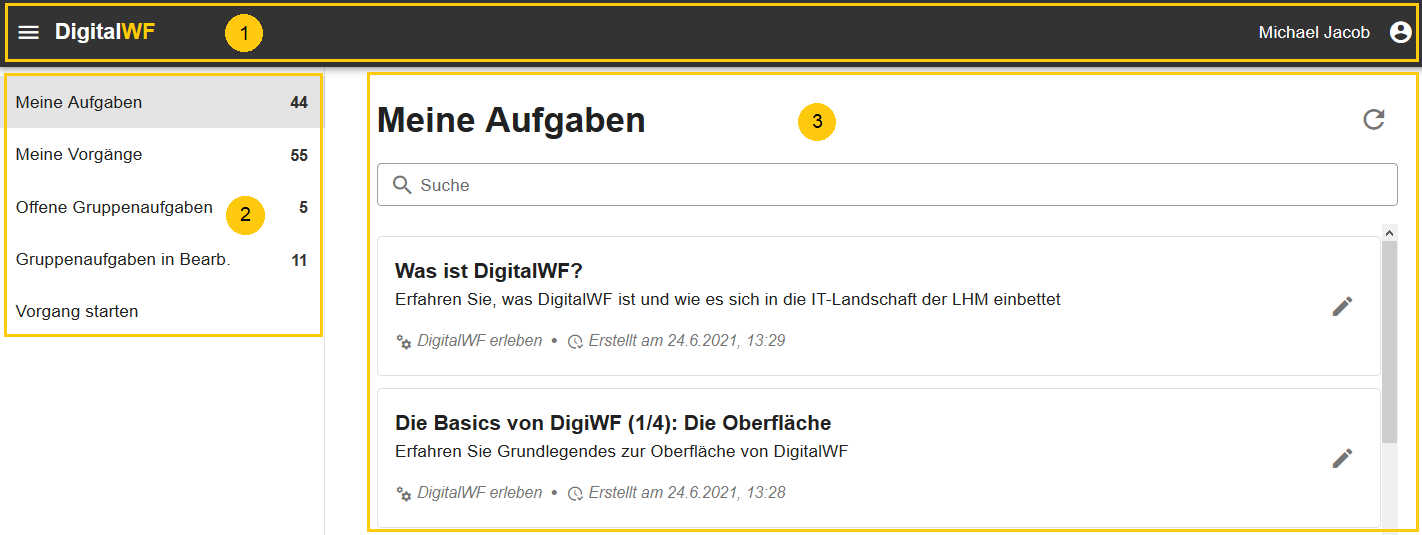 DigitalWF
1
Michael Jacob
Meine Aufgaben 44
Meine Vorgänge 55
Offene Gruppenaufgaben 5
2
Gruppenaufgaben in Bearb. 11
Vorgang starten
Meine Aufgaben
3
Suche
Was ist DigitalWF?
Erfahren Sie, was DigitalWF ist und wie es sich in die IT-Landschaft der LHM einbettet
DigitalWF erleben • Erstellt am 24.6.2021, 13:29
Die Basics von DigiWF (1/4): Die Oberfläche
Erfahren Sie Grundlegendes zur Oberfläche von DigitalWF
DigitalWF erleben • Erstellt am 24.6.2021, 13:28